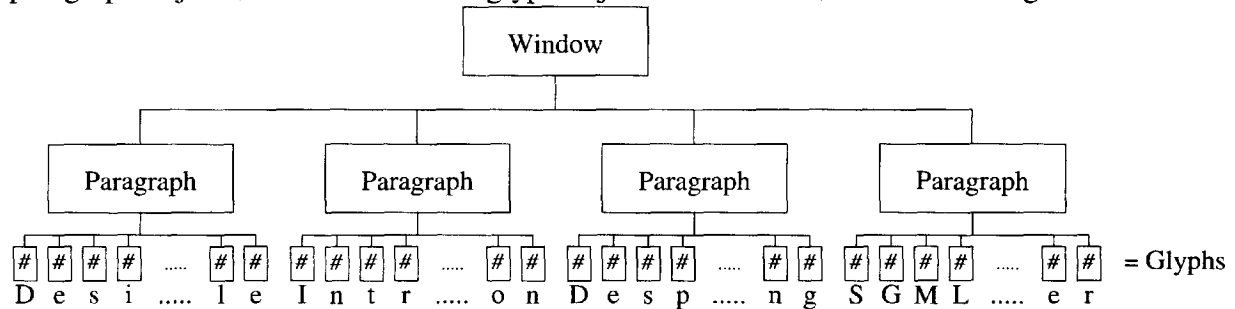 Window
Paragraph Paragraph Paragraph Paragraph
# # # # ..... # # # # # # ..... # # # # # # ..... # # # # # # ..... # # = Glyphs
D e s i ..... l e I n t r ..... o n D e s p ..... n g S G M L ..... e r